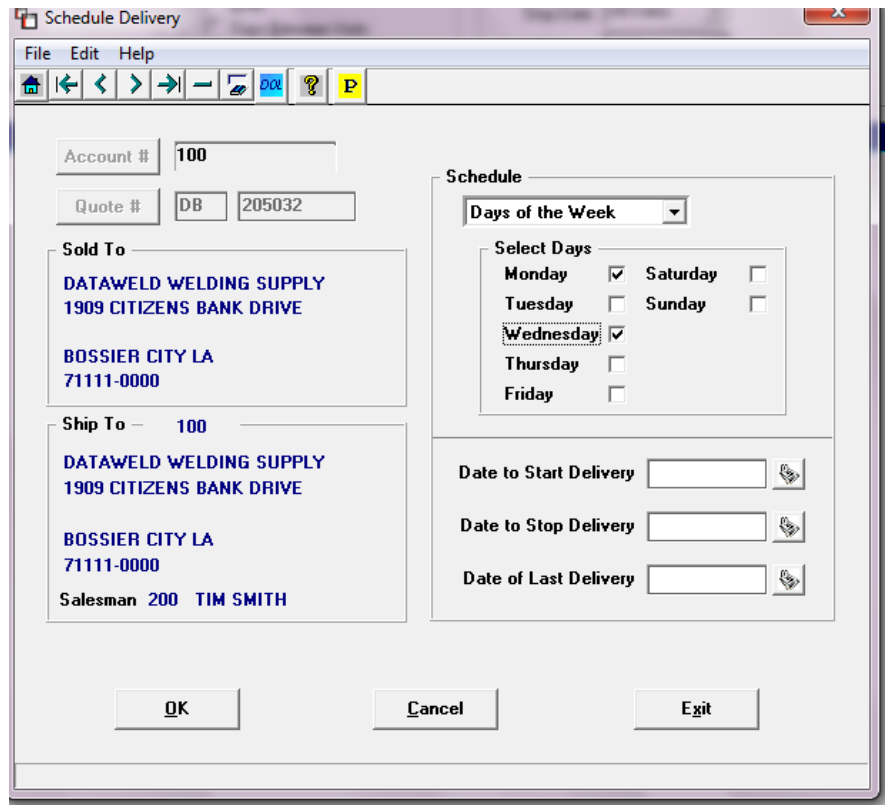 Schedule Delivery
File Edit Help
DOL ? P
Account # 100
Quote # DB 205032
Sold To
DATAWELD WELDING SUPPLY
1909 CITIZENS BANK DRIVE
BOSSIER CITY LA
71111-0000
Ship To 100
DATAWELD WELDING SUPPLY
1909 CITIZENS BANK DRIVE
BOSSIER CITY LA
71111-0000
Salesman 200 TIM SMITH
Schedule
Days of the Week
Select Days
Monday Saturday
Tuesday Sunday
Wednesday
Thursday
Friday
Date to Start Delivery
Date to Stop Delivery
Date of Last Delivery
OK Cancel Exit